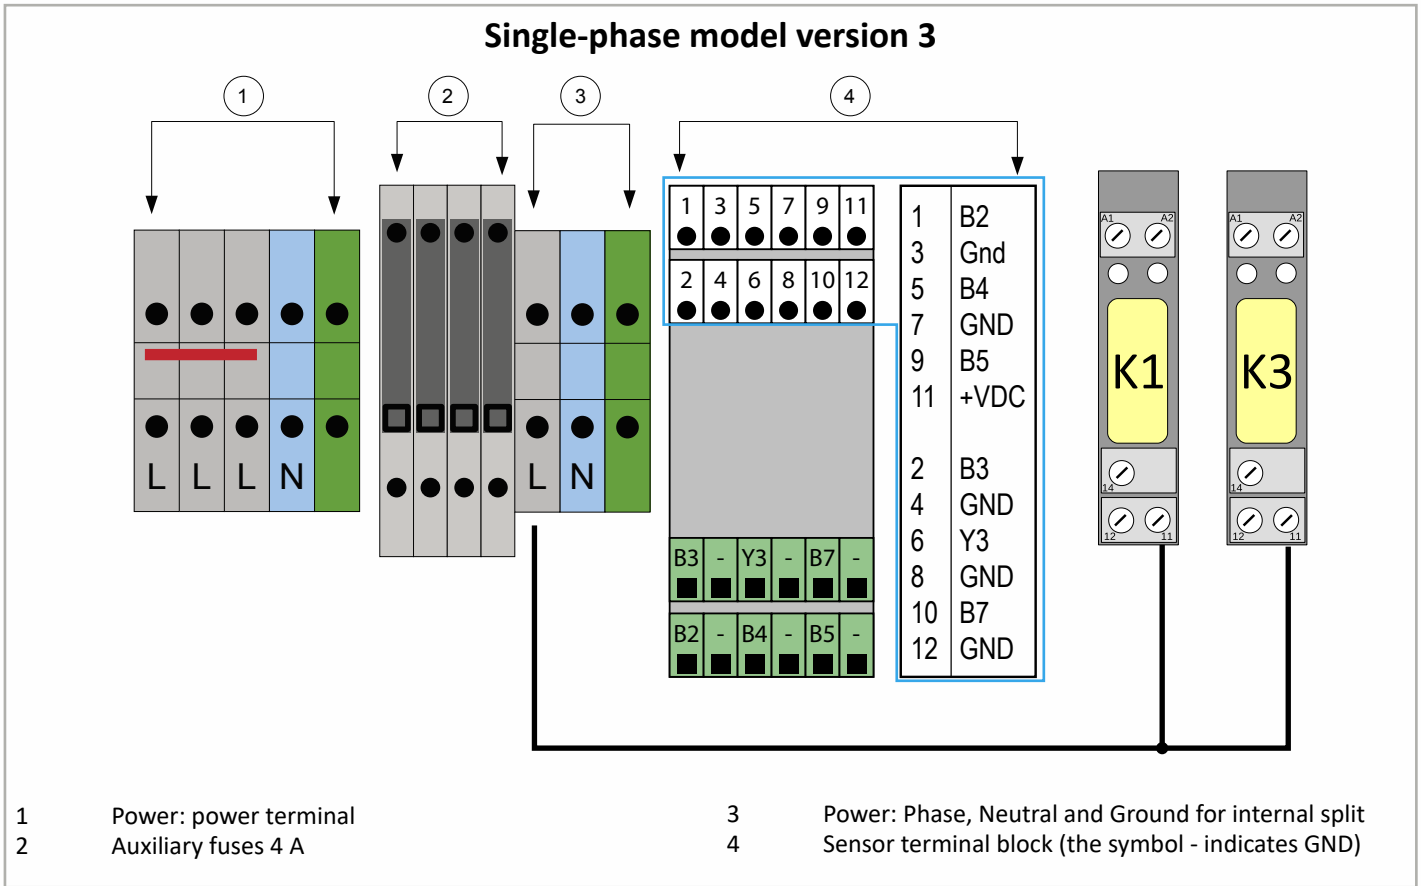 Single-phase model version 3
1 2 3 4
L L L N
L N
1 3 5 7 9 11
2 4 6 8 10 12
B3 - Y3 - B7 -
B2 - B4 - B5 -
1 B2
3 Gnd
5 B4
7 GND
9 B5
11 +VDC
2 B3
4 GND
6 Y3
8 GND
10 B7
12 GND
A1 A2
K1
14
12 11
A1 A2
K3
14
12 11
1 Power: power terminal
2 Auxiliary fuses 4 A
3 Power: Phase, Neutral and Ground for internal split
4 Sensor terminal block (the symbol - indicates GND)